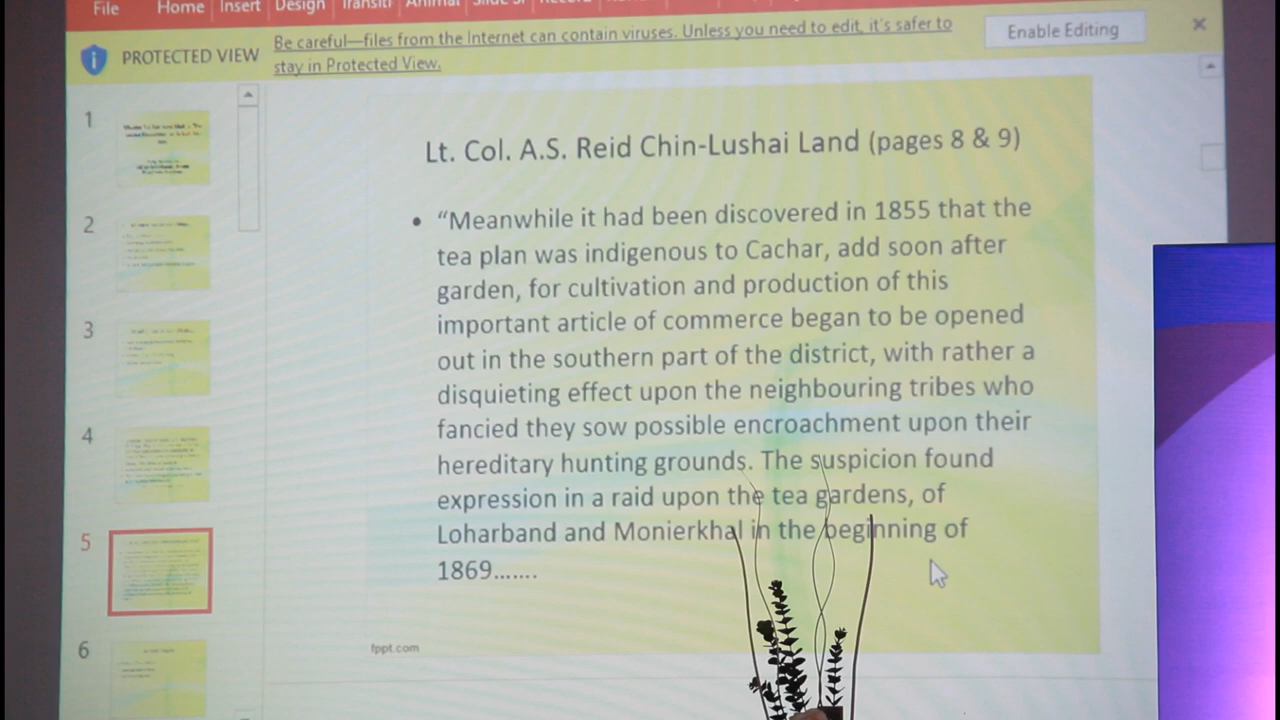 File Home Insert Design
PROTECTED VIEW
Be careful—files from the Internet can contain viruses. Unless you need to edit, it's safer to
stay in Protected View.
Enable Editing
1
2
3
4
5
6
Lt. Col. A.S. Reid Chin-Lushai Land (pages 8 & 9)
• “Meanwhile it had been discovered in 1855 that the
tea plan was indigenous to Cachar, add soon after
garden, for cultivation and production of this
important article of commerce began to be opened
out in the southern part of the district, with rather a
disquieting effect upon the neighbouring tribes who
fancied they sow possible encroachment upon their
hereditary hunting grounds. The suspicion found
expression in a raid upon the tea gardens, of
Loharband and Monierkhal in the beginning of
1869.......
fppt.com